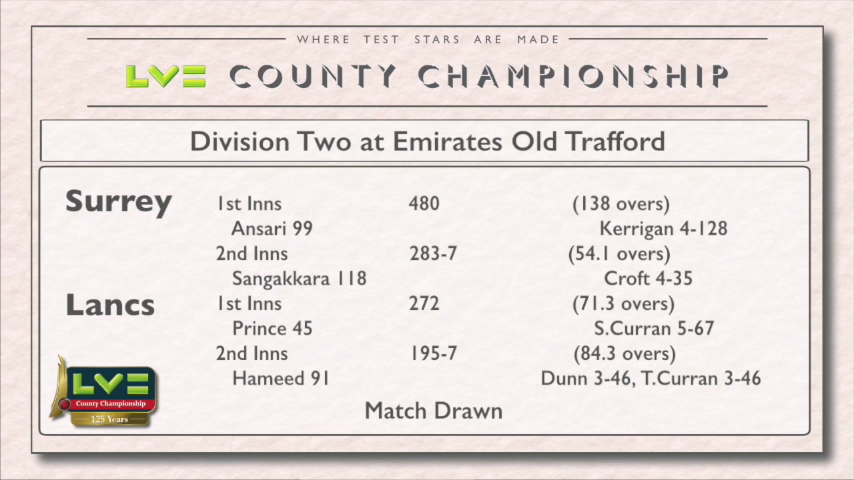 WHERE TEST STARS ARE MADE
LVE COUNTY CHAMPIONSHIP
Division Two at Emirates Old Trafford
Surrey 1st Inns 480 (138 overs)
Ansari 99 Kerrigan 4-128
2nd Inns 283-7 (54.1 overs)
Sangakkara 118 Croft 4-35
Lancs 1st Inns 272 (71.3 overs)
Prince 45 S.Curran 5-67
2nd Inns 195-7 (84.3 overs)
Hameed 91 Dunn 3-46, T.Curran 3-46
Match Drawn
LVE
County Championship
125 Years